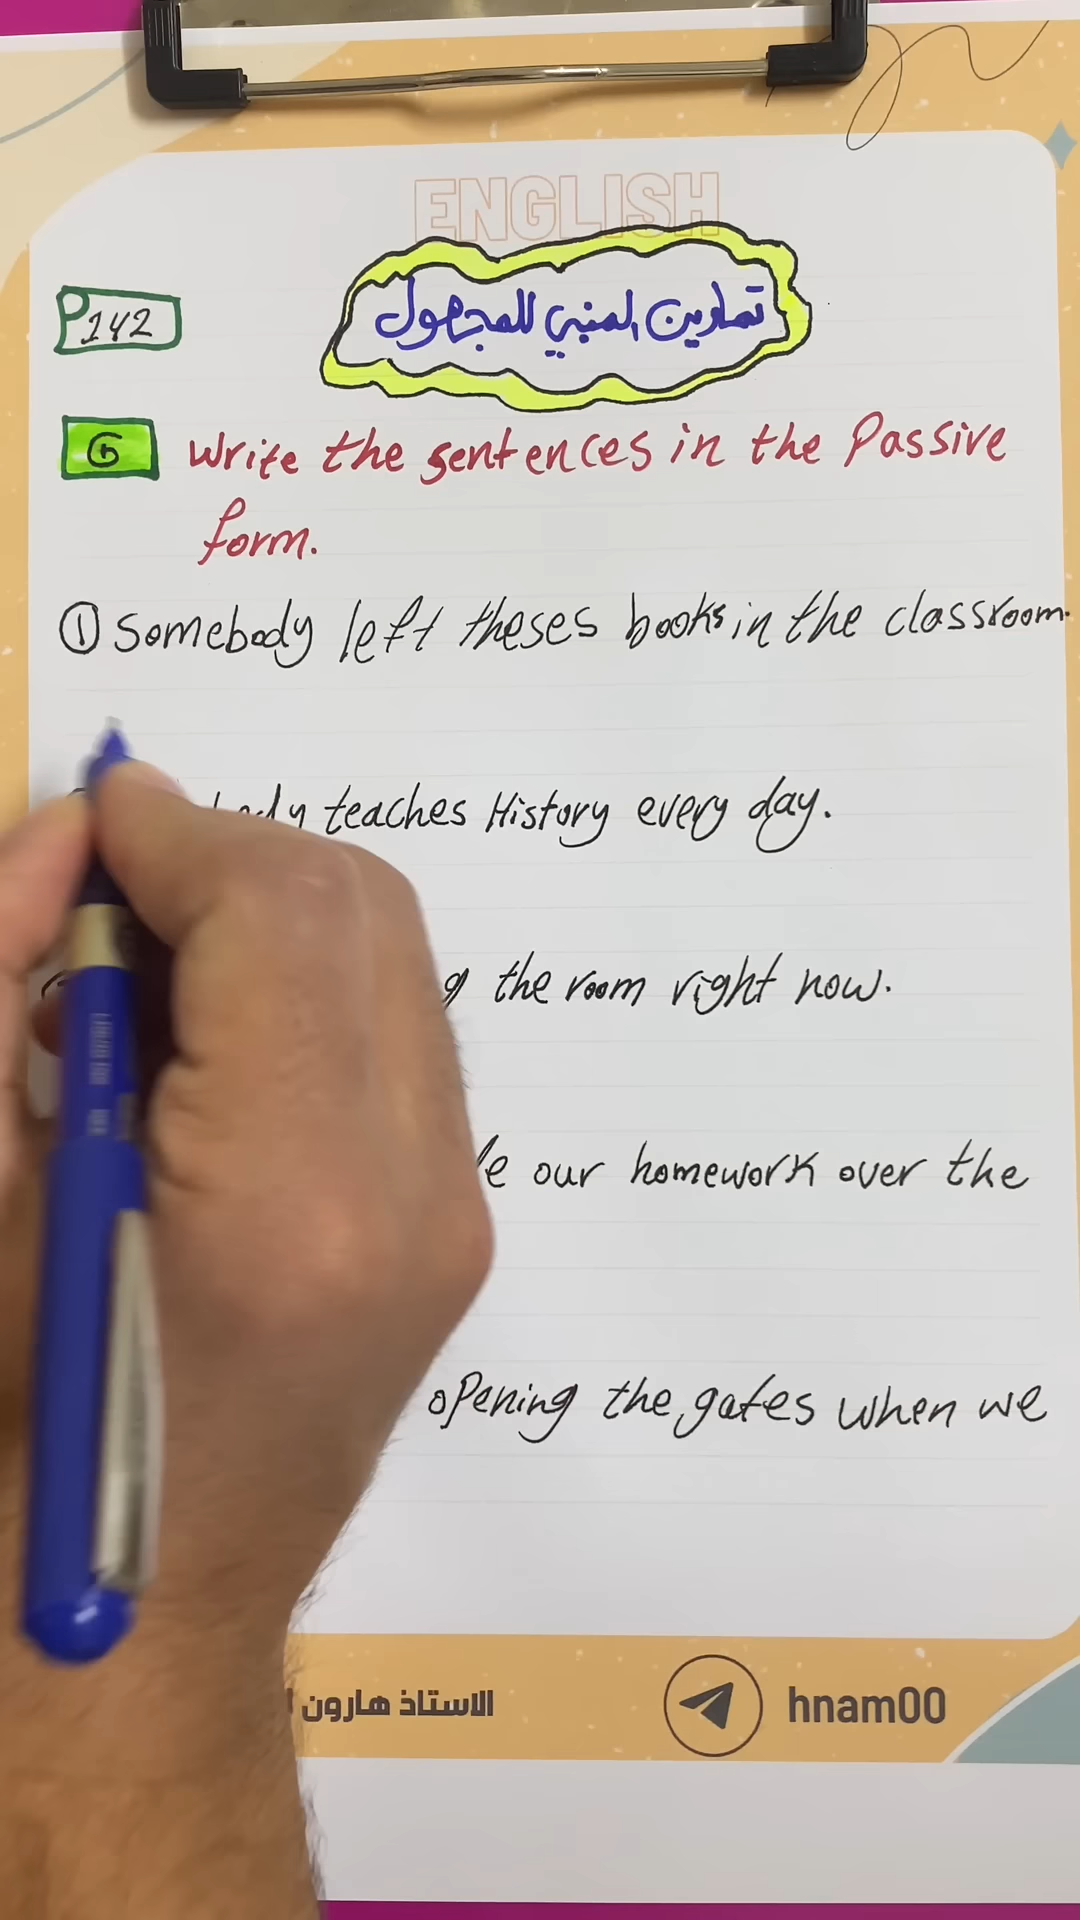 ENGLISH
تمارين المبني للمجهول
P142
G Write the sentences in the Passive
form.
① Somebody left theses books in the classroom.
teaches History every day.
the room right now.
our homework over the
opening the gates when we
الاستاذ هارون
hnam00